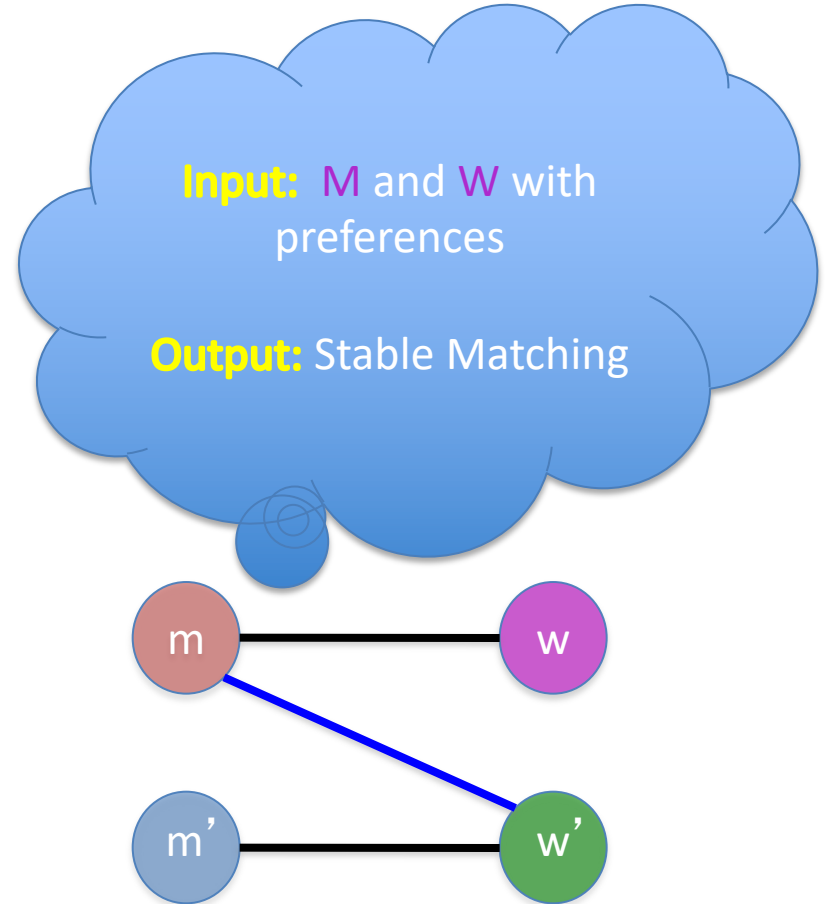 Input: M and W with
preferences
Output: Stable Matching
m
w
m’
w’